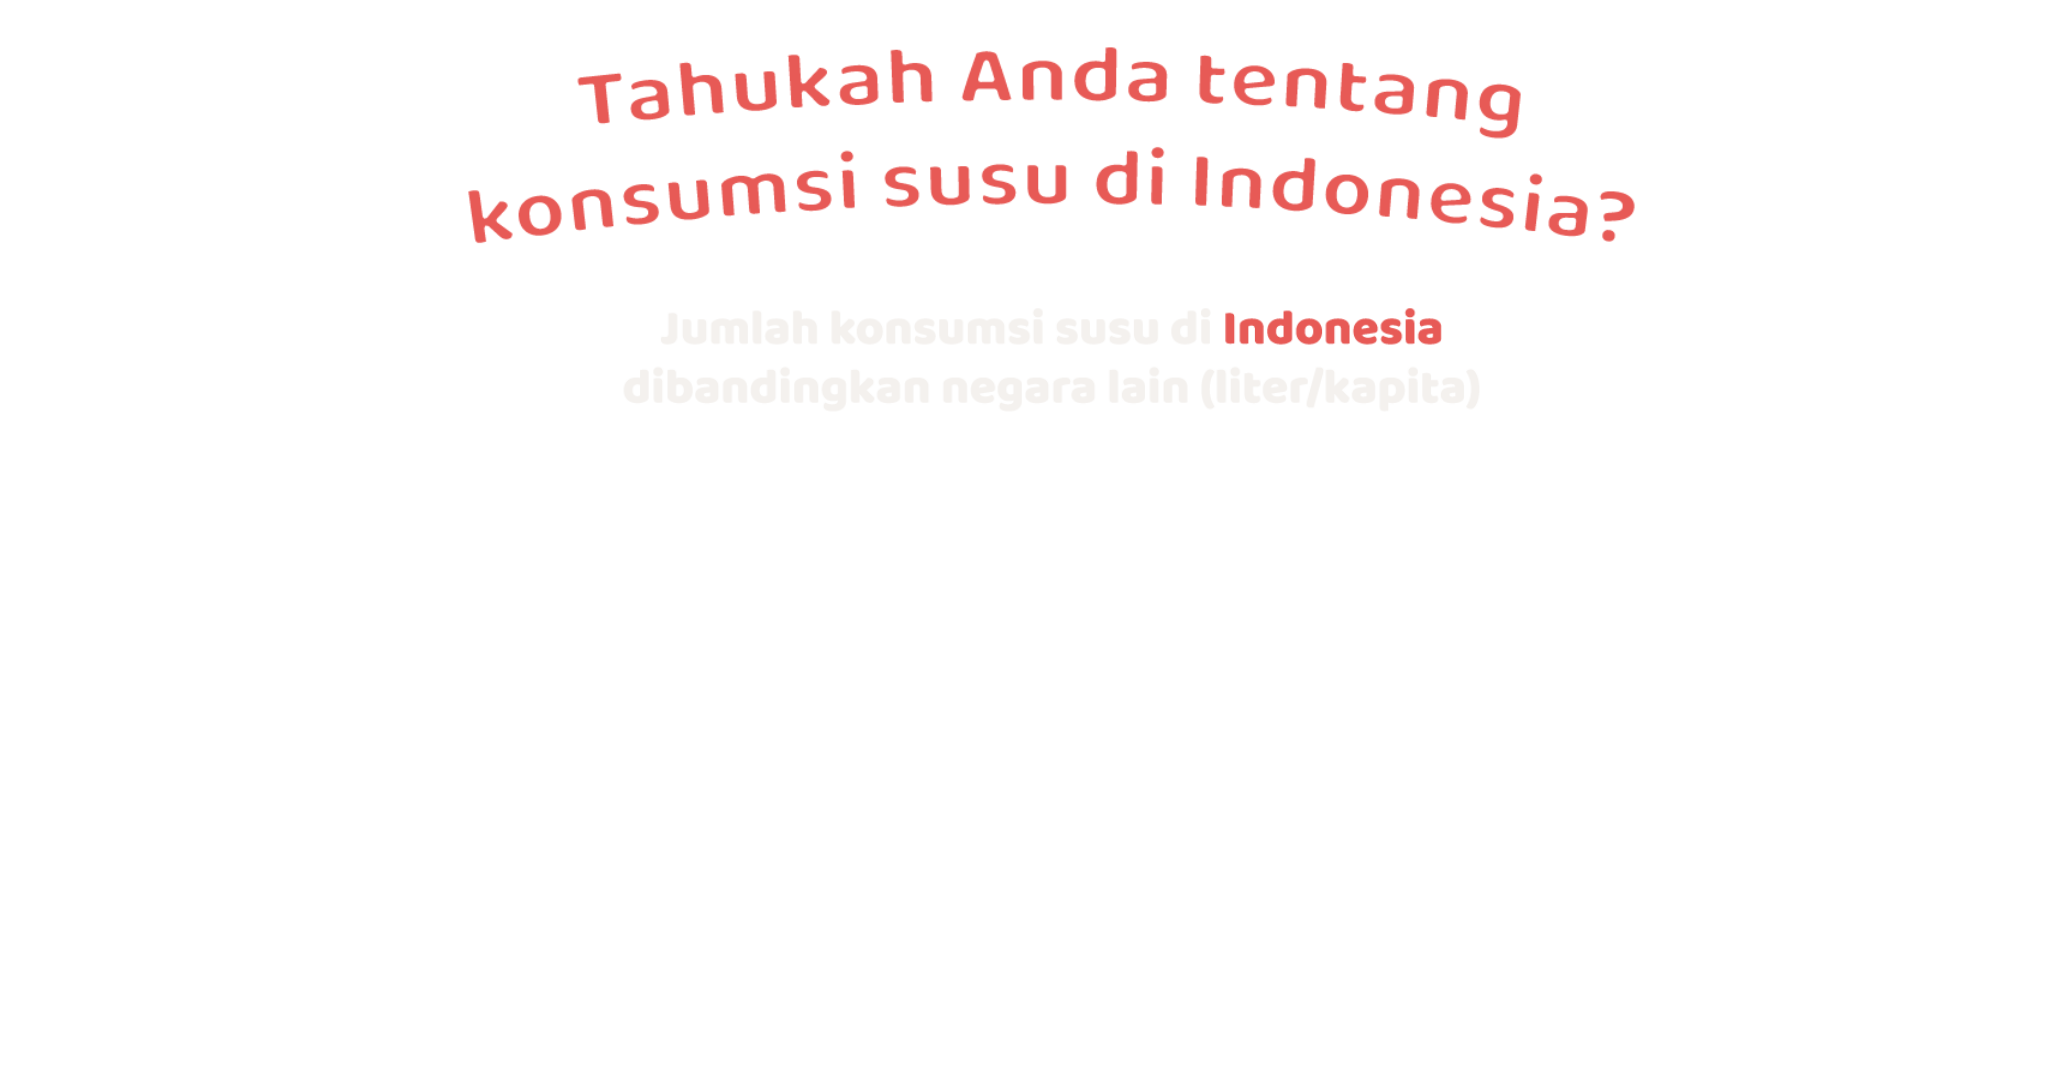 Tahukah Anda tentang
konsumsi susu di Indonesia?
Jumlah konsumsi susu di Indonesia
dibandingkan negara lain (liter/kapita)